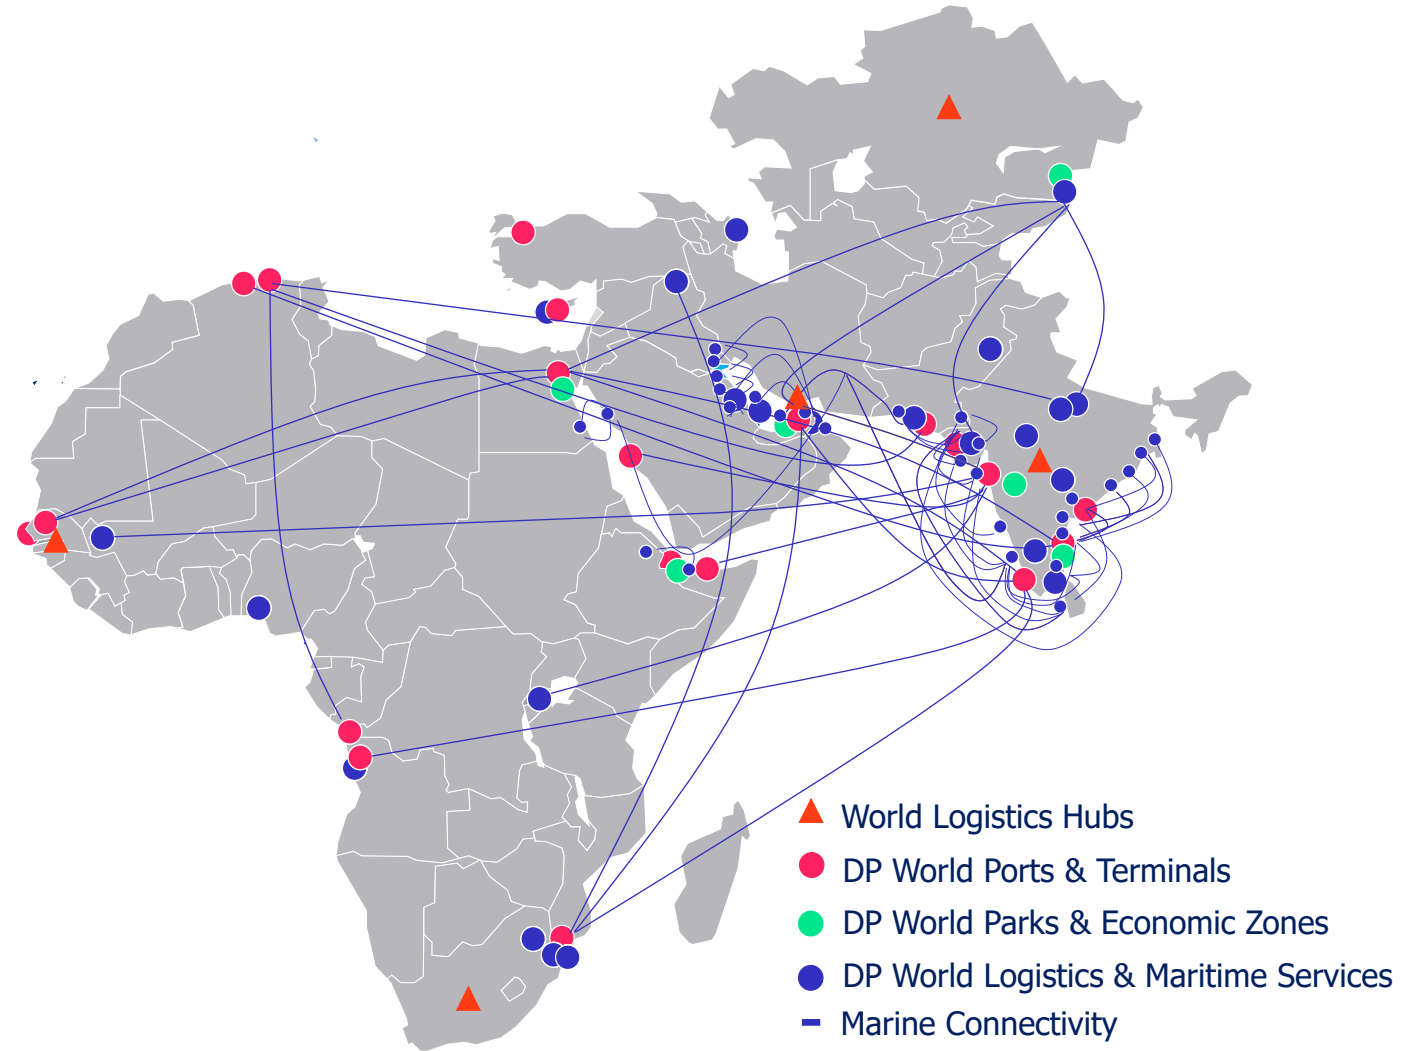 World Logistics Hubs
DP World Ports & Terminals
DP World Parks & Economic Zones
DP World Logistics & Maritime Services
Marine Connectivity